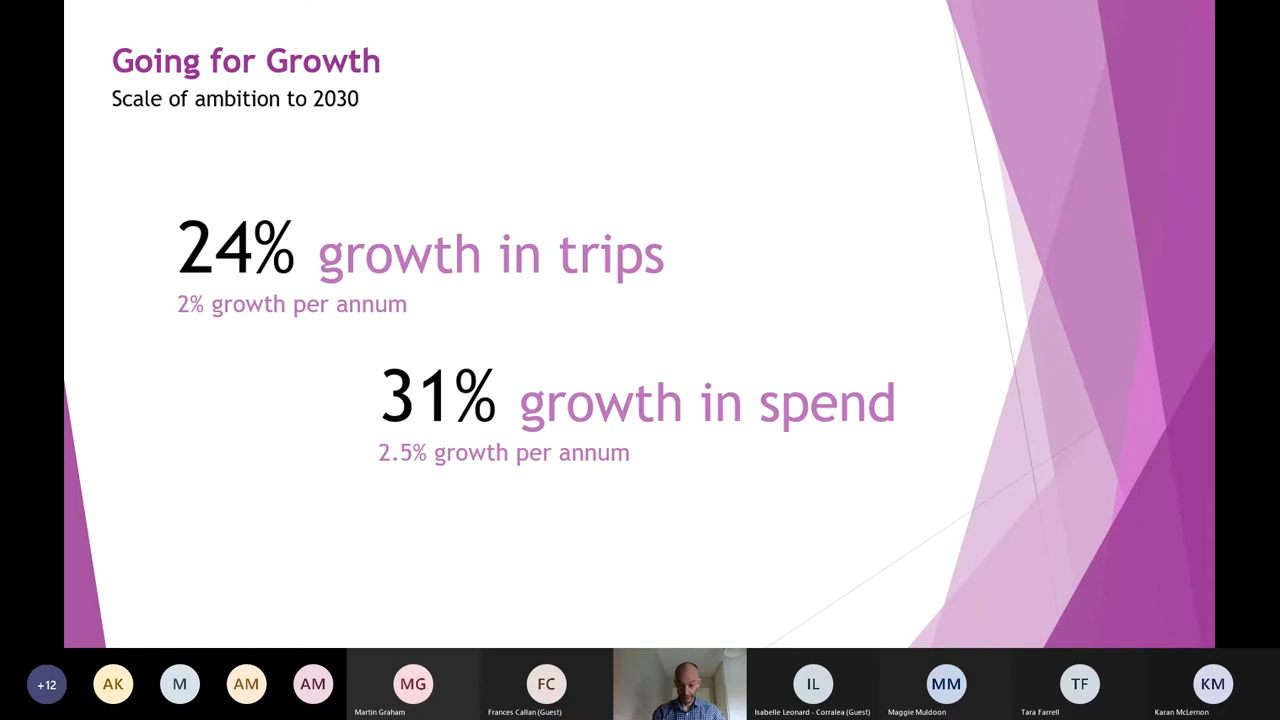 Going for Growth
Scale of ambition to 2030
24% growth in trips
2% growth per annum
31% growth in spend
2.5% growth per annum
+12
AK
M
AM
AM
MG
FC
IL
MM
TF
KM
Martin Graham
Frances Callan (Guest)
Isabelle Leonard - Corralea (Guest)
Maggie Muldoon
Tara Farrell
Karan McLernon